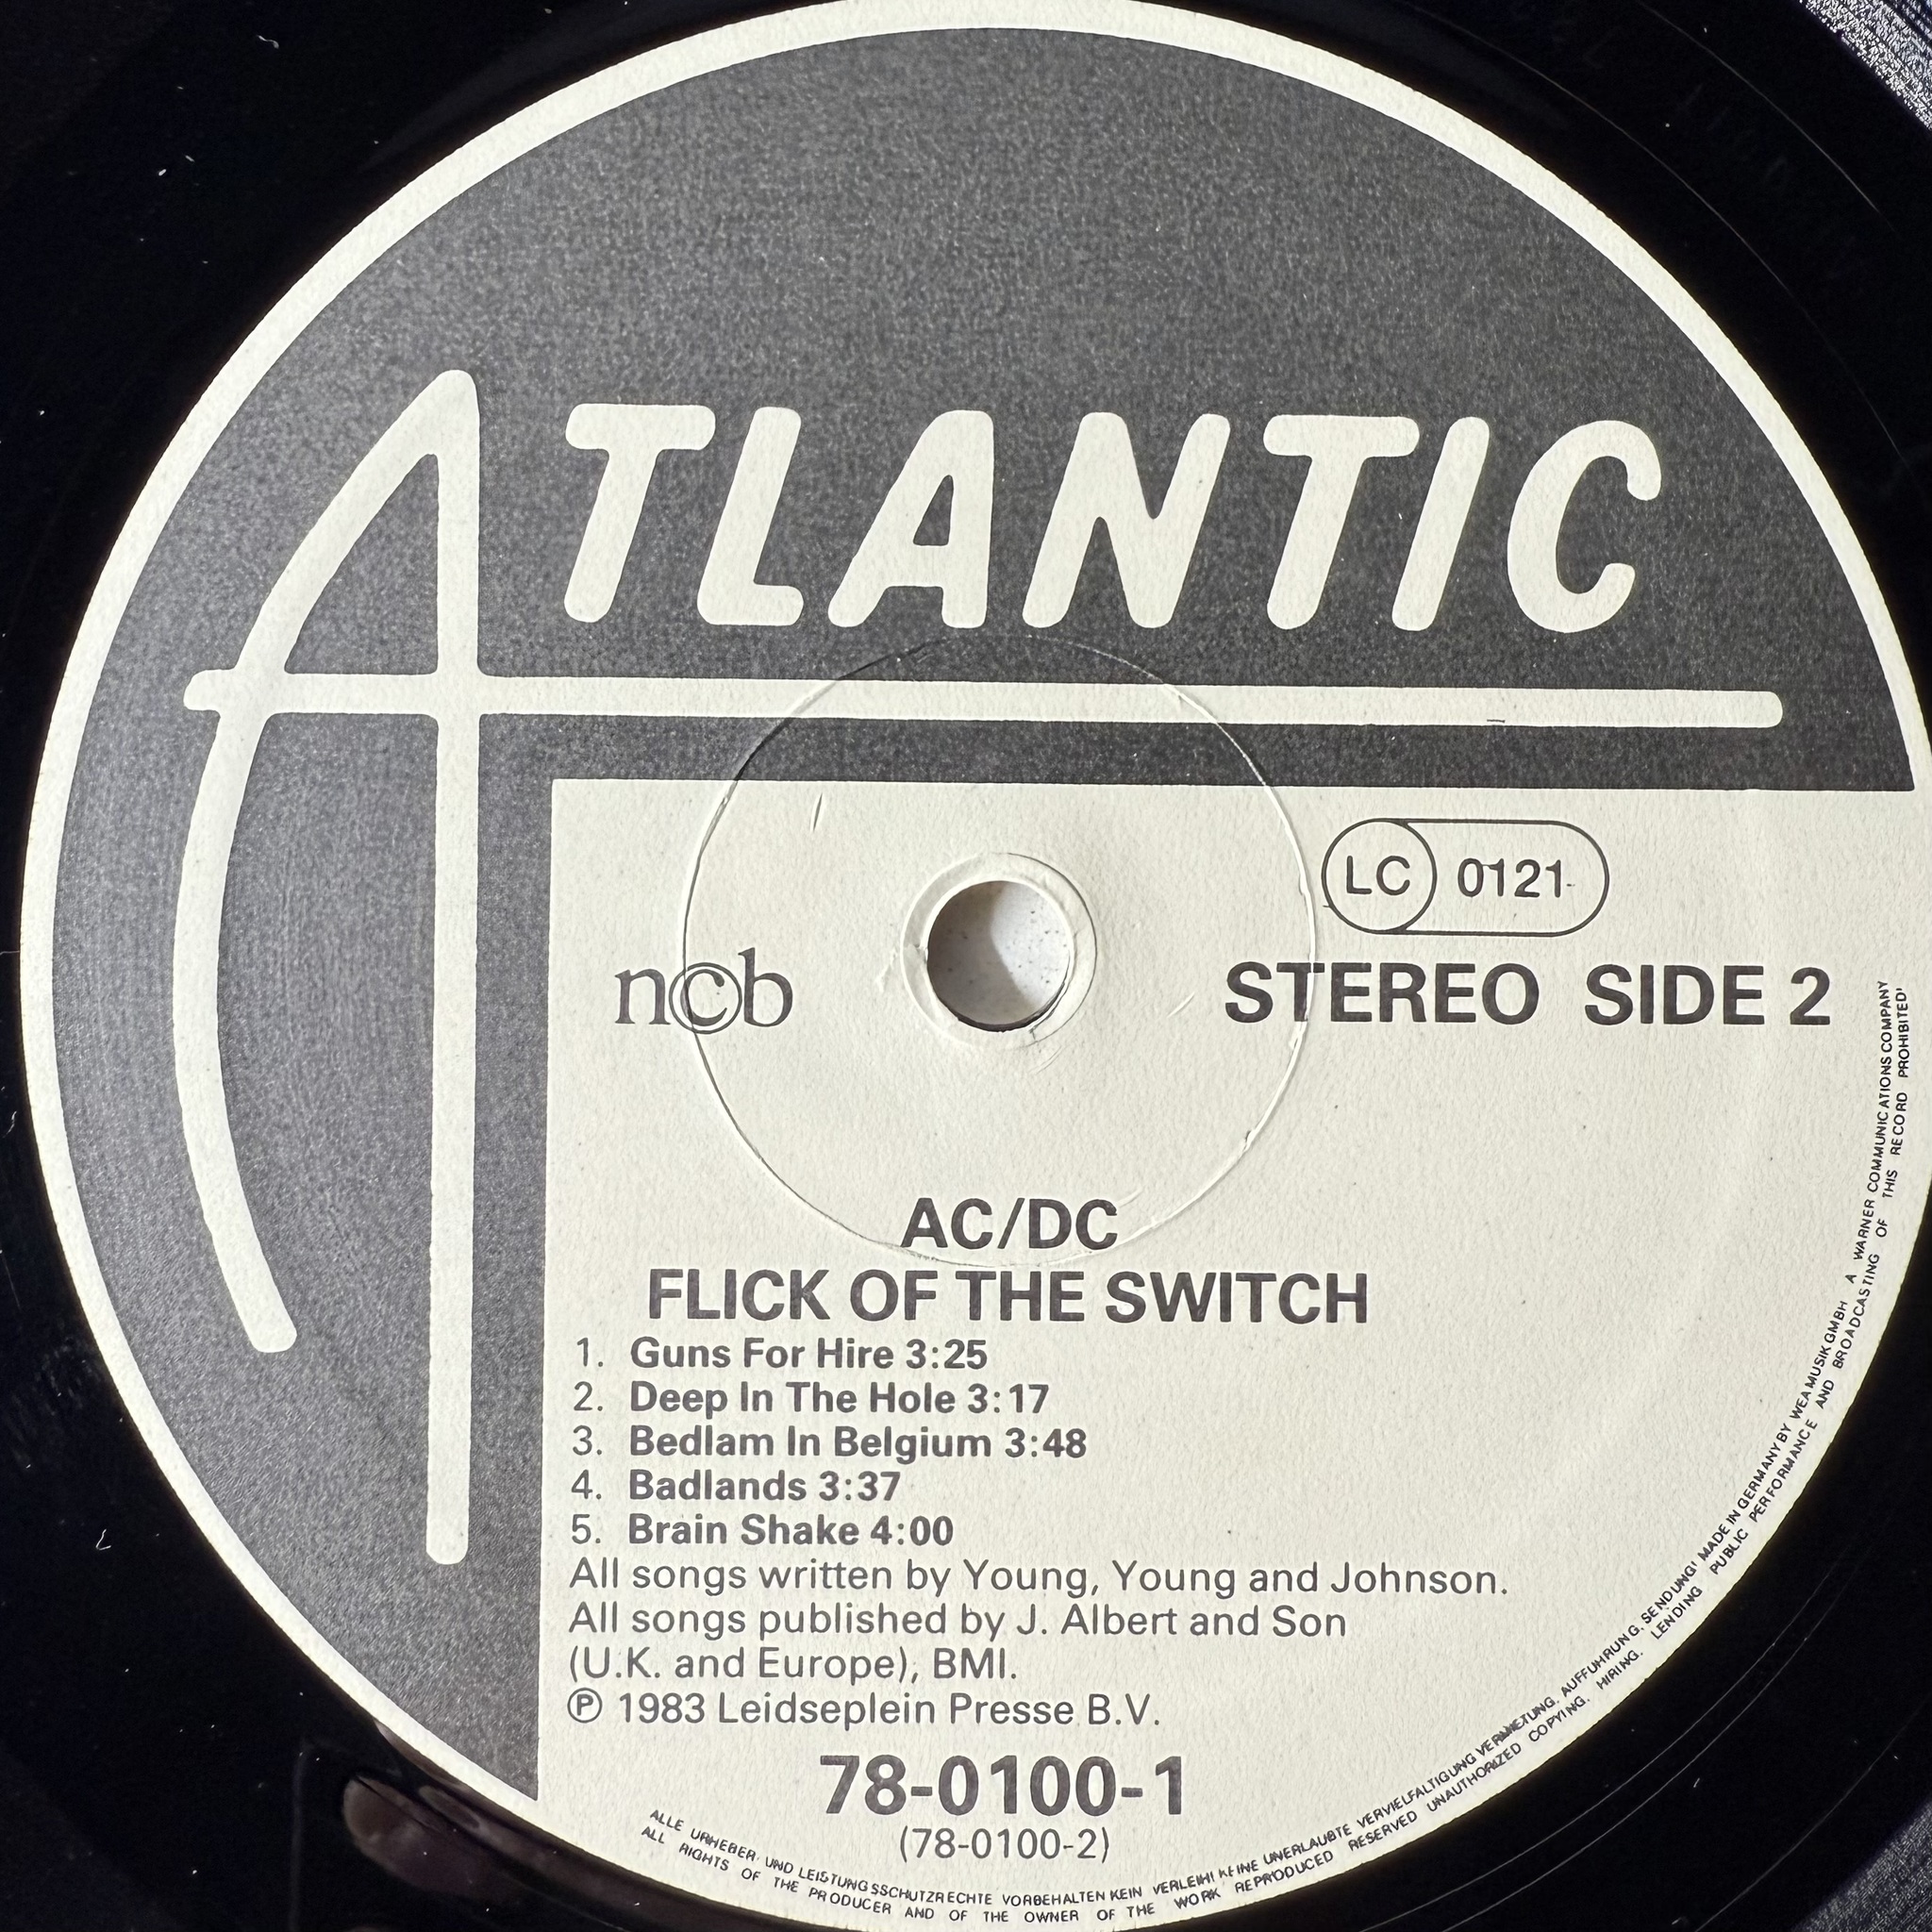 ATLANTIC
LC 0121
n©b
STEREO SIDE 2
AC/DC
FLICK OF THE SWITCH
1. Guns For Hire 3:25
2. Deep In The Hole 3:17
3. Bedlam In Belgium 3:48
4. Badlands 3:37
5. Brain Shake 4:00
All songs written by Young, Young and Johnson.
All songs published by J. Albert and Son
(U.K. and Europe), BMI.
℗ 1983 Leidseplein Presse B.V.
78-0100-1
(78-0100-2)
ALLE URHEBER UND LEISTUNGSSCHUTZRECHTE VORBEHALTEN KEIN VERLEIH! KEINE UNERLAUBTE VERVIELFALTIGUNG VERMIETUNG. AUFFUHRUNG. SENDUNG! MADE IN GERMANY BY WEA MUSIK GMBH A WARNER COMMUNICATIONS COMPANY
ALL RIGHTS OF THE PRODUCER AND OF THE OWNER OF THE WORK REPRODUCED RESERVED UNAUTHORIZED COPYING. HIRING. LENDING PUBLIC PERFORMANCE AND BROADCASTING OF THIS RECORD PROHIBITED!